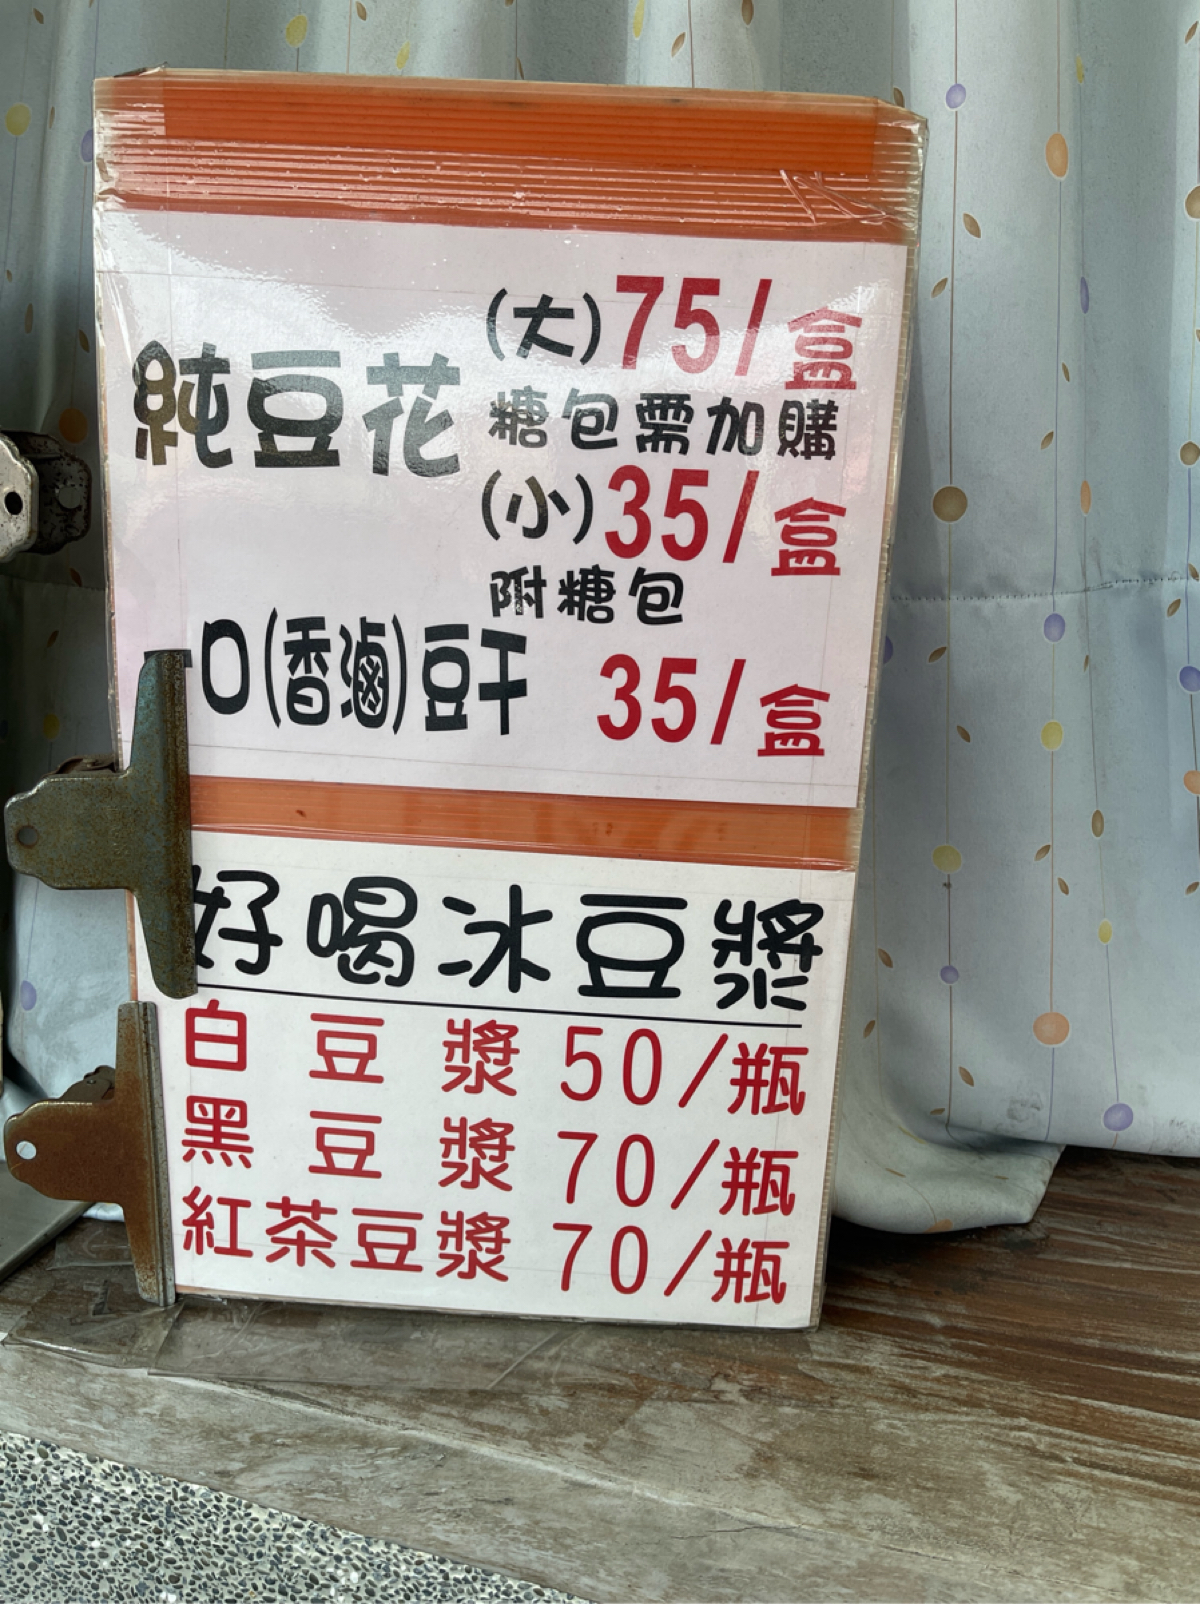 純豆花
(大)75/盒
糖包需加購
(小)35/盒
附糖包
一口(香滷)豆干 35/盒
好喝冰豆漿
白豆漿 50/瓶
黑豆漿 70/瓶
紅茶豆漿 70/瓶